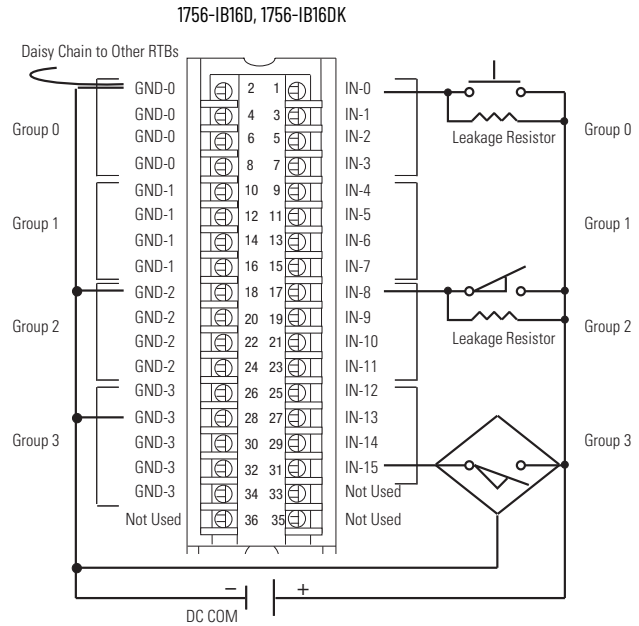 1756-IB16D, 1756-IB16DK
Daisy Chain to Other RTBs
GND-0 2 1 IN-0
GND-0 4 3 IN-1
Group 0 GND-0 6 5 IN-2 Leakage Resistor Group 0
GND-0 8 7 IN-3
GND-1 10 9 IN-4
GND-1 12 11 IN-5
Group 1 Group 1
GND-1 14 13 IN-6
GND-1 16 15 IN-7
GND-2 18 17 IN-8
GND-2 20 19 IN-9
Group 2 Group 2
GND-2 22 21 IN-10 Leakage Resistor
GND-2 24 23 IN-11
GND-3 26 25 IN-12
GND-3 28 27 IN-13
Group 3 GND-3 30 29 IN-14 Group 3
GND-3 32 31 IN-15
GND-3 34 33 Not Used
Not Used 36 35 Not Used
– +
DC COM